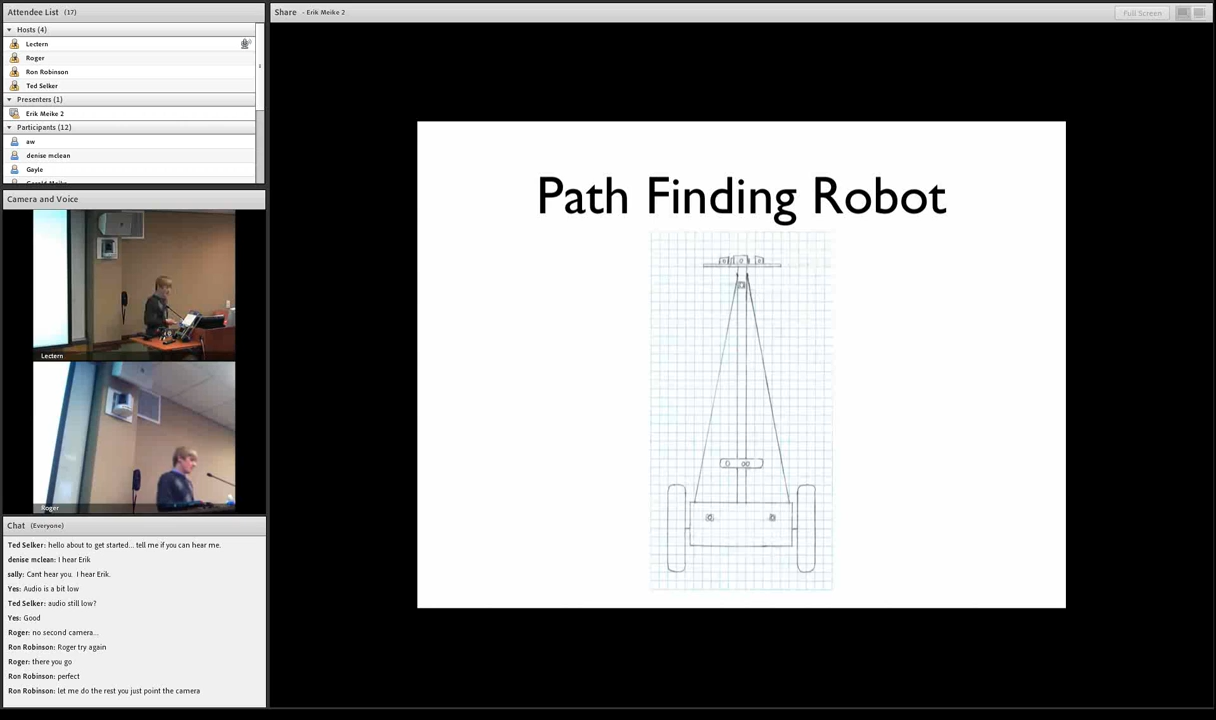 Attendee List (17)
Hosts (4)
Lectern
Roger
Ron Robinson
Ted Selker
Presenters (1)
Erik Meike 2
Participants (12)
aw
denise mclean
Gayle
Gerald Meike
Camera and Voice
Lectern
Roger
Chat (Everyone)
Ted Selker: hello about to get started... tell me if you can hear me.
denise mclean: I hear Erik
sally: Cant hear you. I hear Erik.
Yes: Audio is a bit low
Ted Selker: audio still low?
Yes: Good
Roger: no second camera...
Ron Robinson: Roger try again
Roger: there you go
Ron Robinson: perfect
Ron Robinson: let me do the rest you just point the camera
Share - Erik Meike 2
Full Screen
Path Finding Robot